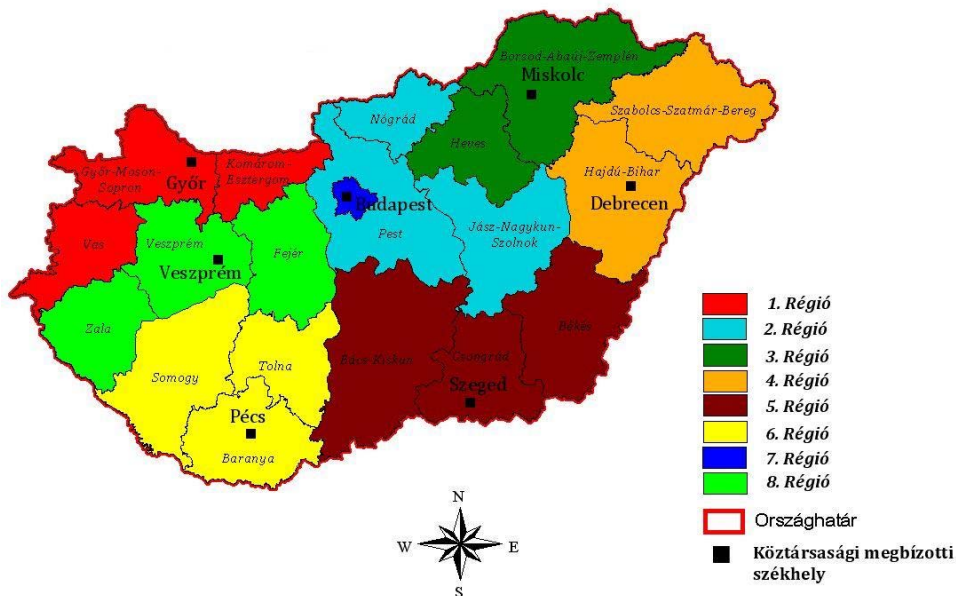 Borsod-Abaúj-Zemplén
Miskolc
Szabolcs-Szatmár-Bereg
Nógrád
Heves
Győr-Moson-
Sopron
Győr
Komárom-
Esztergom
Hajdú-Bihar
Debrecen
Budapest
Pest
Jász-Nagykun-
Szolnok
Vas
Veszprém
Veszprém
Fejér
Zala
Somogy
Tolna
Bács-Kiskun
Csongrád
Szeged
Békés
Pécs
Baranya
1. Régió
2. Régió
3. Régió
4. Régió
5. Régió
6. Régió
7. Régió
8. Régió
Országhatár
Köztársasági megbízotti
székhely
N
W
E
S